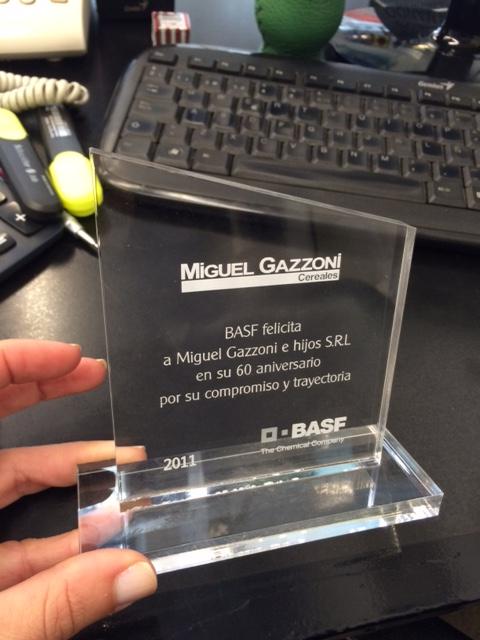 MIGUEL GAZZONI
Cereales
BASF felicita
a Miguel Gazzoni e hijos S.R.L
en su 60 aniversario
por su compromiso y trayectoria
BASF
The Chemical Company
2011